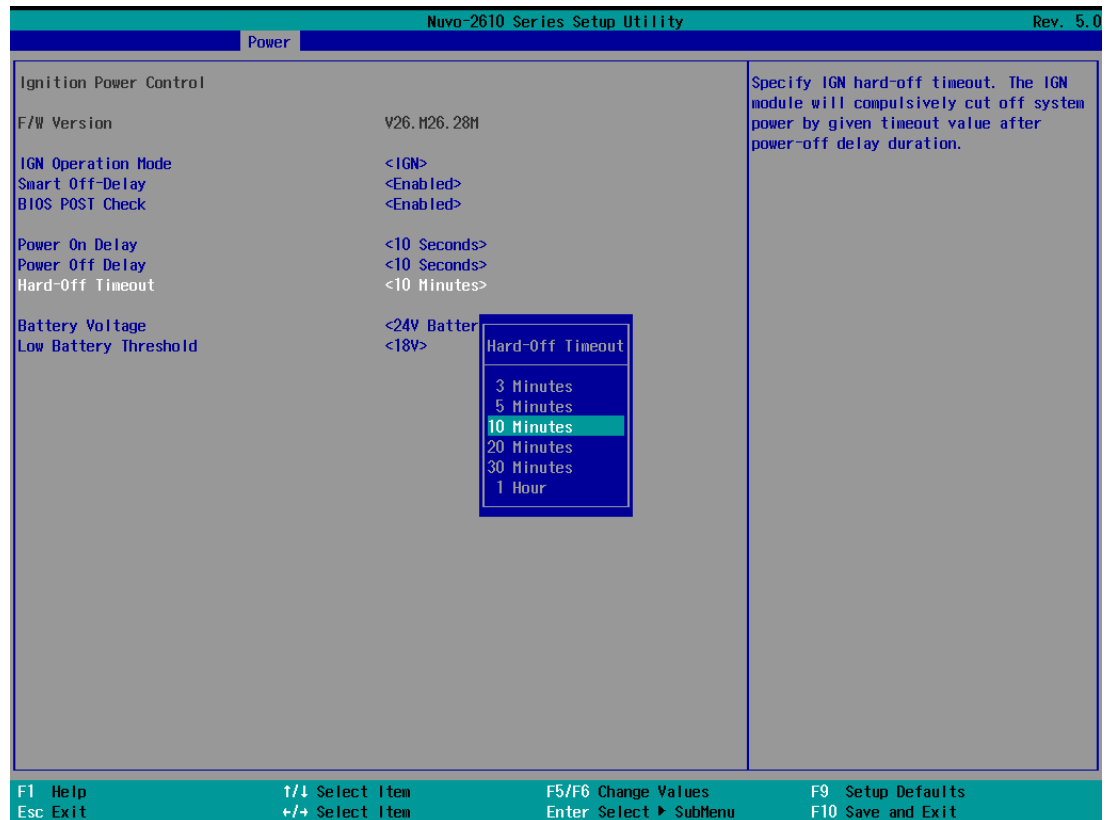 Nuvo-2610 Series Setup Utility Rev. 5.0
Power
Ignition Power Control
F/W Version V26.M26.28M
IGN Operation Mode <IGN>
Smart Off-Delay <Enabled>
BIOS POST Check <Enabled>
Power On Delay <10 Seconds>
Power Off Delay <10 Seconds>
Hard-Off Timeout <10 Minutes>
Battery Voltage <24V Batter
Low Battery Threshold <18V>
Hard-Off Timeout
3 Minutes
5 Minutes
10 Minutes
20 Minutes
30 Minutes
1 Hour
Specify IGN hard-off timeout. The IGN
module will compulsively cut off system
power by given timeout value after
power-off delay duration.
F1 Help ↑/↓ Select Item F5/F6 Change Values F9 Setup Defaults
Esc Exit ←/→ Select Item Enter Select ▶ SubMenu F10 Save and Exit